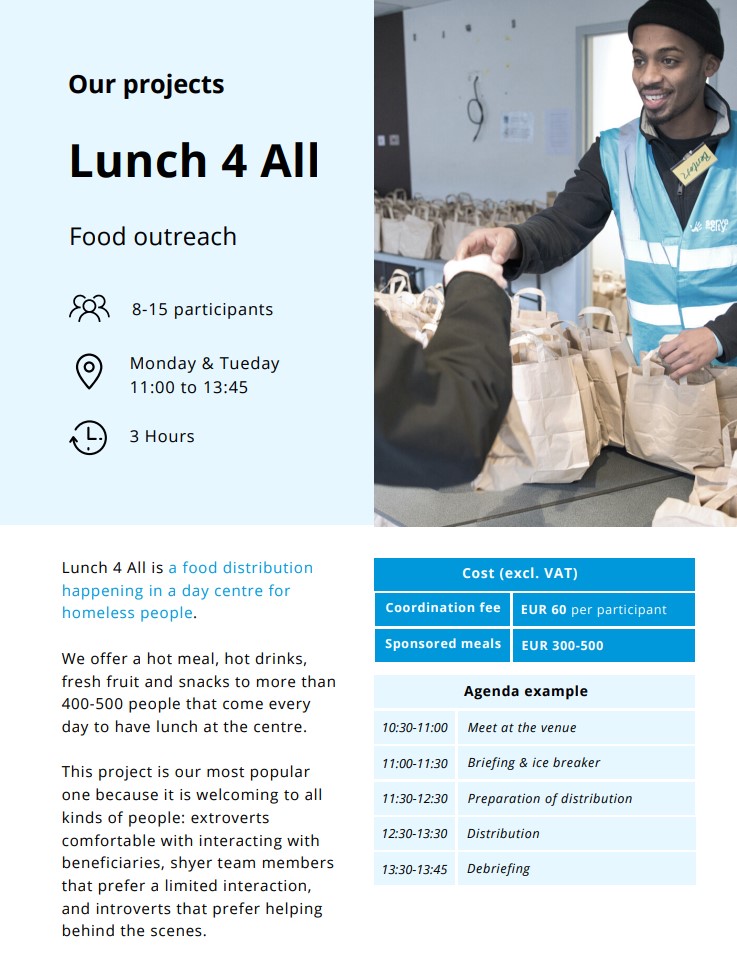 Our projects
Lunch 4 All
Food outreach
8-15 participants
Monday & Tueday
11:00 to 13:45
3 Hours
serve
the
city
Lunch 4 All is a food distribution
happening in a day centre for
homeless people.
We offer a hot meal, hot drinks,
fresh fruit and snacks to more than
400-500 people that come every
day to have lunch at the centre.
This project is our most popular
one because it is welcoming to all
kinds of people: extroverts
comfortable with interacting with
beneficiaries, shyer team members
that prefer a limited interaction,
and introverts that prefer helping
behind the scenes.
Cost (excl. VAT)
Coordination fee EUR 60 per participant
Sponsored meals EUR 300-500
Agenda example
10:30-11:00 Meet at the venue
11:00-11:30 Briefing & ice breaker
11:30-12:30 Preparation of distribution
12:30-13:30 Distribution
13:30-13:45 Debriefing